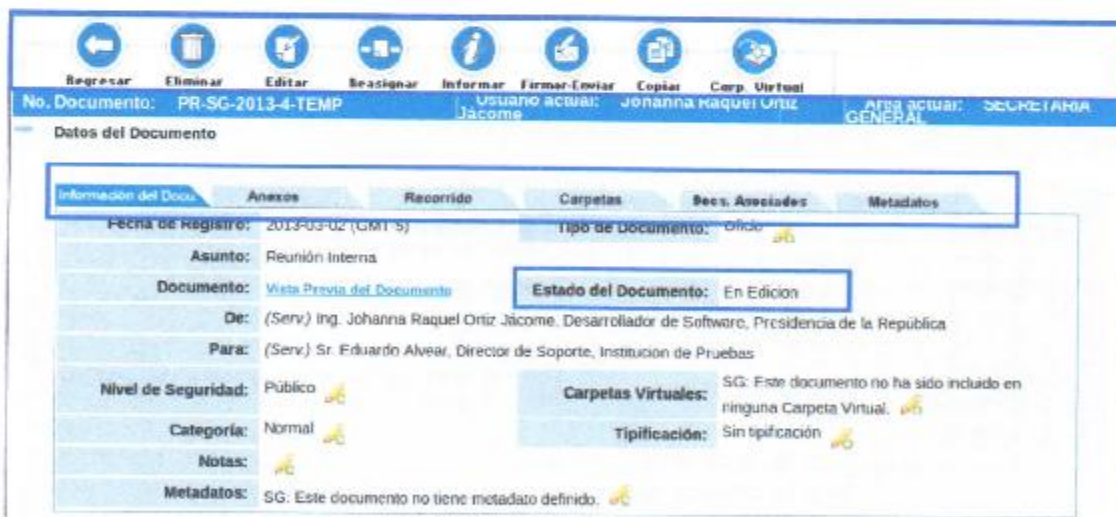 Regresar Eliminar Editar Reasignar Informar Firmar-Enviar Copiar Carp. Virtual
No. Documento: PR-SG-2013-4-TEMP Usuario actual: Johanna Raquel Ortiz Jácome Area actual: SECRETARIA GENERAL
Datos del Documento
Información del Docu. Anexos Recorrido Carpetas Docs. Asociados Metadatos
Fecha de Registro: 2013-03-02 (GMT-5) Tipo de Documento: Oficio
Asunto: Reunión Interna
Documento: Vista Previa del Documento Estado del Documento: En Edicion
De: (Serv.) Ing. Johanna Raquel Ortiz Jácome, Desarrollador de Software, Presidencia de la República
Para: (Serv.) Sr. Eduardo Alvear, Director de Soporte, Institución de Pruebas
Nivel de Seguridad: Público Carpetas Virtuales: SG: Este documento no ha sido incluido en
ninguna Carpeta Virtual.
Categoría: Normal Tipificación: Sin tipificación
Notas:
Metadatos: SG: Este documento no tiene metadato definido.